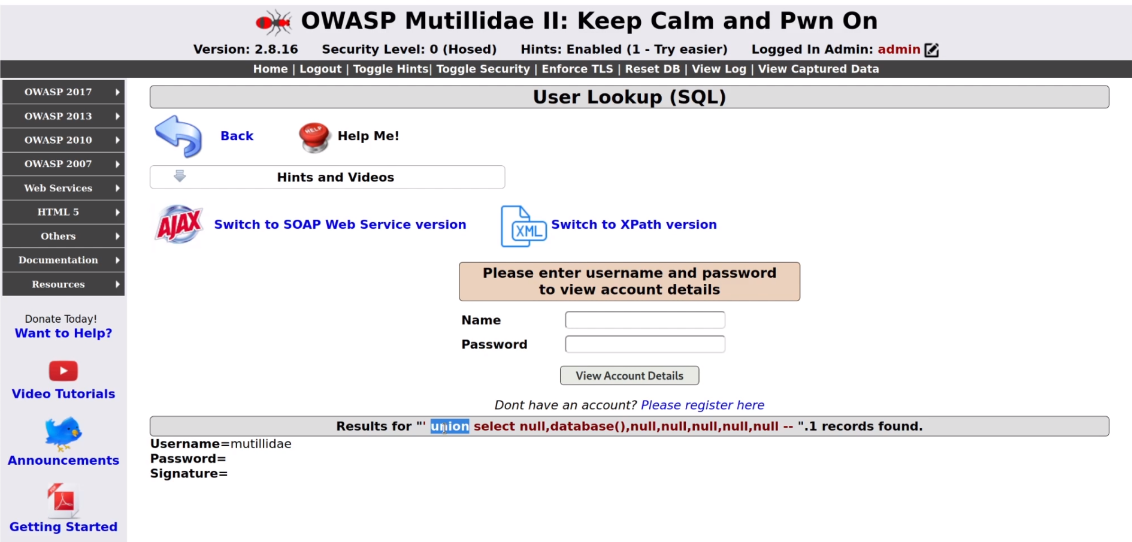 OWASP Mutillidae II: Keep Calm and Pwn On
Version: 2.8.16 Security Level: 0 (Hosed) Hints: Enabled (1 - Try easier) Logged In Admin: admin
Home | Logout | Toggle Hints| Toggle Security | Enforce TLS | Reset DB | View Log | View Captured Data
OWASP 2017
OWASP 2013
OWASP 2010
OWASP 2007
Web Services
HTML 5
Others
Documentation
Resources
Donate Today!
Want to Help?
Video Tutorials
Announcements
Getting Started
User Lookup (SQL)
Back
HELP
Help Me!
Hints and Videos
AJAX
Switch to SOAP Web Service version
XML
Switch to XPath version
Please enter username and password
to view account details
Name
Password
View Account Details
Dont have an account? Please register here
Results for "' union select null,database(),null,null,null,null,null -- ".1 records found.
Username=mutillidae
Password=
Signature=